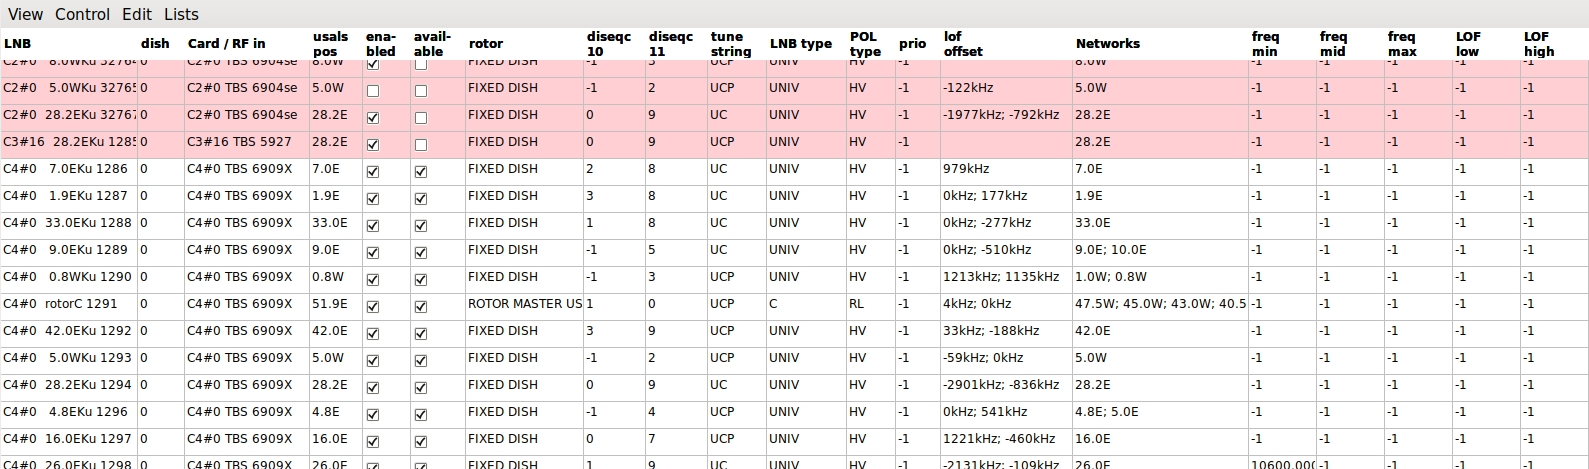 View Control Edit Lists
LNB dish Card / RF in usals pos ena-bled avail-able rotor diseqc 10 diseqc 11 tune string LNB type POL type prio lof offset Networks freq min freq mid freq max LOF low LOF high
C2#0 8.0WKu 32764 0 C2#0 TBS 6904se 8.0W FIXED DISH -1 3 UCP UNIV HV -1 8.0W -1 -1 -1 -1 -1
C2#0 5.0WKu 32765 0 C2#0 TBS 6904se 5.0W FIXED DISH -1 2 UCP UNIV HV -1 -122kHz 5.0W -1 -1 -1 -1 -1
C2#0 28.2EKu 32767 0 C2#0 TBS 6904se 28.2E FIXED DISH 0 9 UC UNIV HV -1 -1977kHz; -792kHz 28.2E -1 -1 -1 -1 -1
C3#16 28.2EKu 1285 0 C3#16 TBS 5927 28.2E FIXED DISH 0 9 UCP UNIV HV -1 28.2E -1 -1 -1 -1 -1
C4#0 7.0EKu 1286 0 C4#0 TBS 6909X 7.0E FIXED DISH 2 8 UC UNIV HV -1 979kHz 7.0E -1 -1 -1 -1 -1
C4#0 1.9EKu 1287 0 C4#0 TBS 6909X 1.9E FIXED DISH 3 8 UC UNIV HV -1 0kHz; 177kHz 1.9E -1 -1 -1 -1 -1
C4#0 33.0EKu 1288 0 C4#0 TBS 6909X 33.0E FIXED DISH 1 8 UC UNIV HV -1 0kHz; -277kHz 33.0E -1 -1 -1 -1 -1
C4#0 9.0EKu 1289 0 C4#0 TBS 6909X 9.0E FIXED DISH -1 5 UC UNIV HV -1 0kHz; -510kHz 9.0E; 10.0E -1 -1 -1 -1 -1
C4#0 0.8WKu 1290 0 C4#0 TBS 6909X 0.8W FIXED DISH -1 3 UCP UNIV HV -1 1213kHz; 1135kHz 1.0W; 0.8W -1 -1 -1 -1 -1
C4#0 rotorC 1291 0 C4#0 TBS 6909X 51.9E ROTOR MASTER US 1 0 UCP C RL -1 4kHz; 0kHz 47.5W; 45.0W; 43.0W; 40.5 -1 -1 -1 -1 -1
C4#0 42.0EKu 1292 0 C4#0 TBS 6909X 42.0E FIXED DISH 3 9 UCP UNIV HV -1 33kHz; -188kHz 42.0E -1 -1 -1 -1 -1
C4#0 5.0WKu 1293 0 C4#0 TBS 6909X 5.0W FIXED DISH -1 2 UCP UNIV HV -1 -59kHz; 0kHz 5.0W -1 -1 -1 -1 -1
C4#0 28.2EKu 1294 0 C4#0 TBS 6909X 28.2E FIXED DISH 0 9 UC UNIV HV -1 -2901kHz; -836kHz 28.2E -1 -1 -1 -1 -1
C4#0 4.8EKu 1296 0 C4#0 TBS 6909X 4.8E FIXED DISH -1 4 UCP UNIV HV -1 0kHz; 541kHz 4.8E; 5.0E -1 -1 -1 -1 -1
C4#0 16.0EKu 1297 0 C4#0 TBS 6909X 16.0E FIXED DISH 0 7 UCP UNIV HV -1 1221kHz; -460kHz 16.0E -1 -1 -1 -1 -1
C4#0 26.0EKu 1298 0 C4#0 TBS 6909X 26.0E FIXED DISH 1 9 UC UNIV HV -1 -2131kHz; -109kHz 26.0E 10600.000 -1 -1 -1 -1